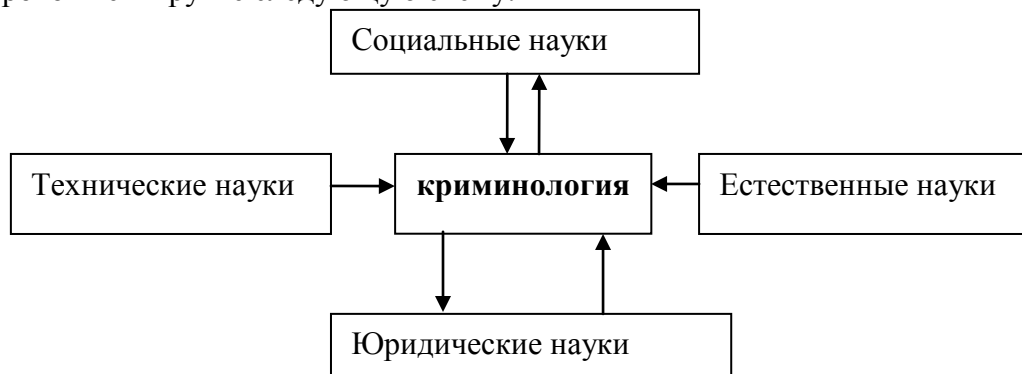 Социальные науки
Технические науки
криминология
Естественные науки
Юридические науки